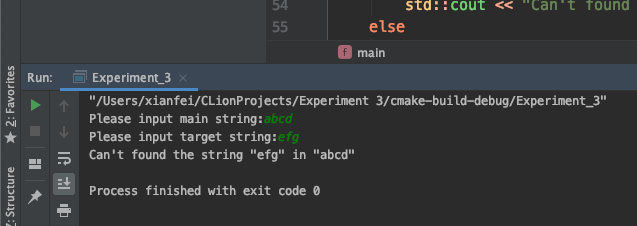 54 std::cout << "Can't found
55 else
f main
Run: Experiment_3 ×
"/Users/xianfei/CLionProjects/Experiment 3/cmake-build-debug/Experiment_3"
Please input main string:abcd
Please input target string:efg
Can't found the string "efg" in "abcd"
Process finished with exit code 0
2: Favorites
7: Structure